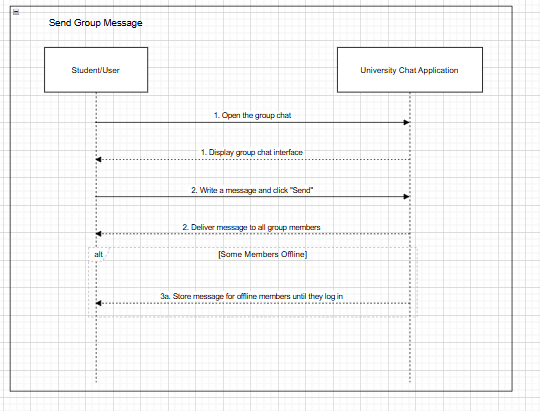 Send Group Message
Student/User
University Chat Application
1. Open the group chat
1. Display group chat interface
2. Write a message and click "Send"
2. Deliver message to all group members
alt
[Some Members Offline]
3a. Store message for offline members until they log in